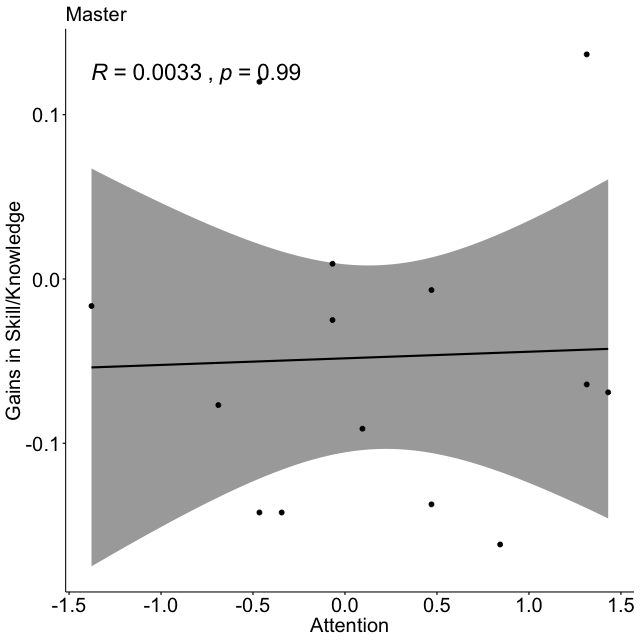 Master
R = 0.0033 , p = 0.99
0.1
0.0
-0.1
Gains in Skill/Knowledge
-1.5 -1.0 -0.5 0.0 0.5 1.0 1.5
Attention